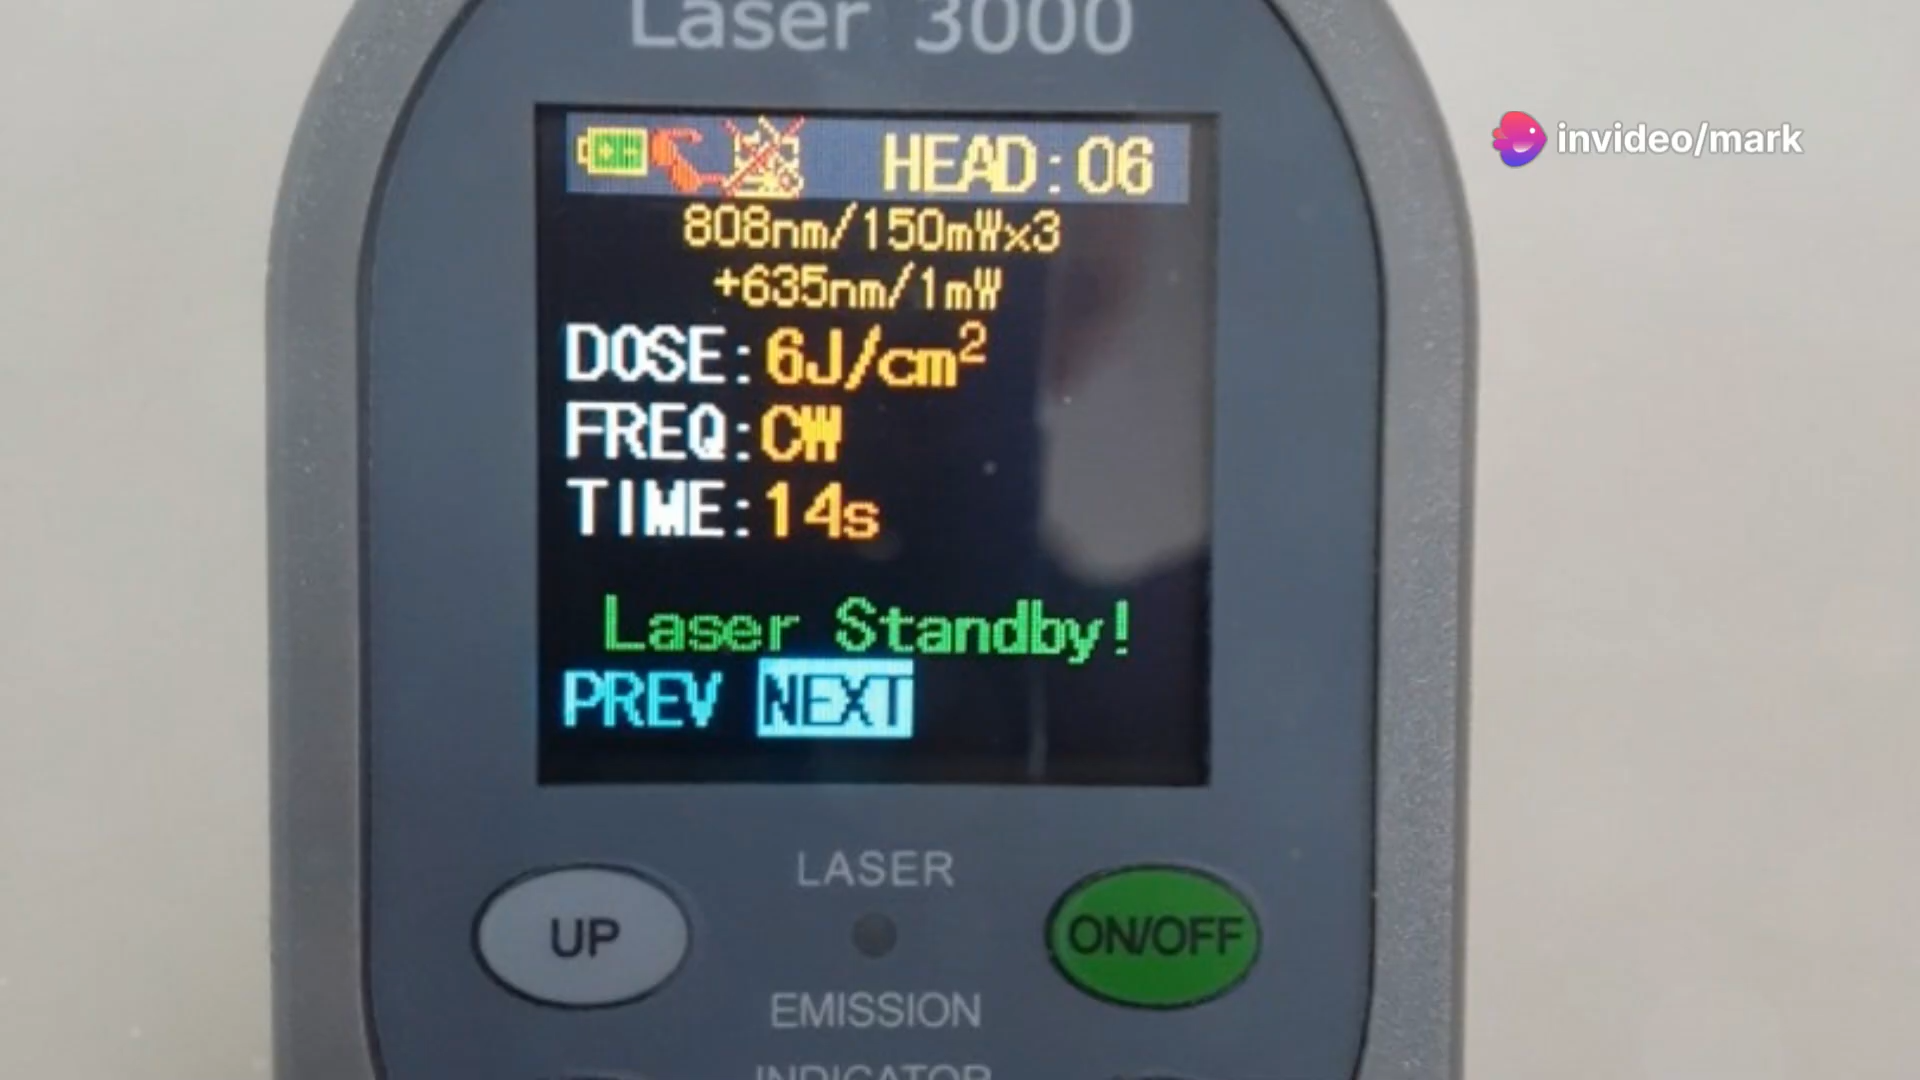 Laser 3000
HEAD:06
808nm/150mWx3
+635nm/1mW
DOSE:6J/cm²
FREQ:CW
TIME:14s
Laser Standby!
PREV NEXT
LASER
UP
ON/OFF
EMISSION
INDICATOR
invideo/mark